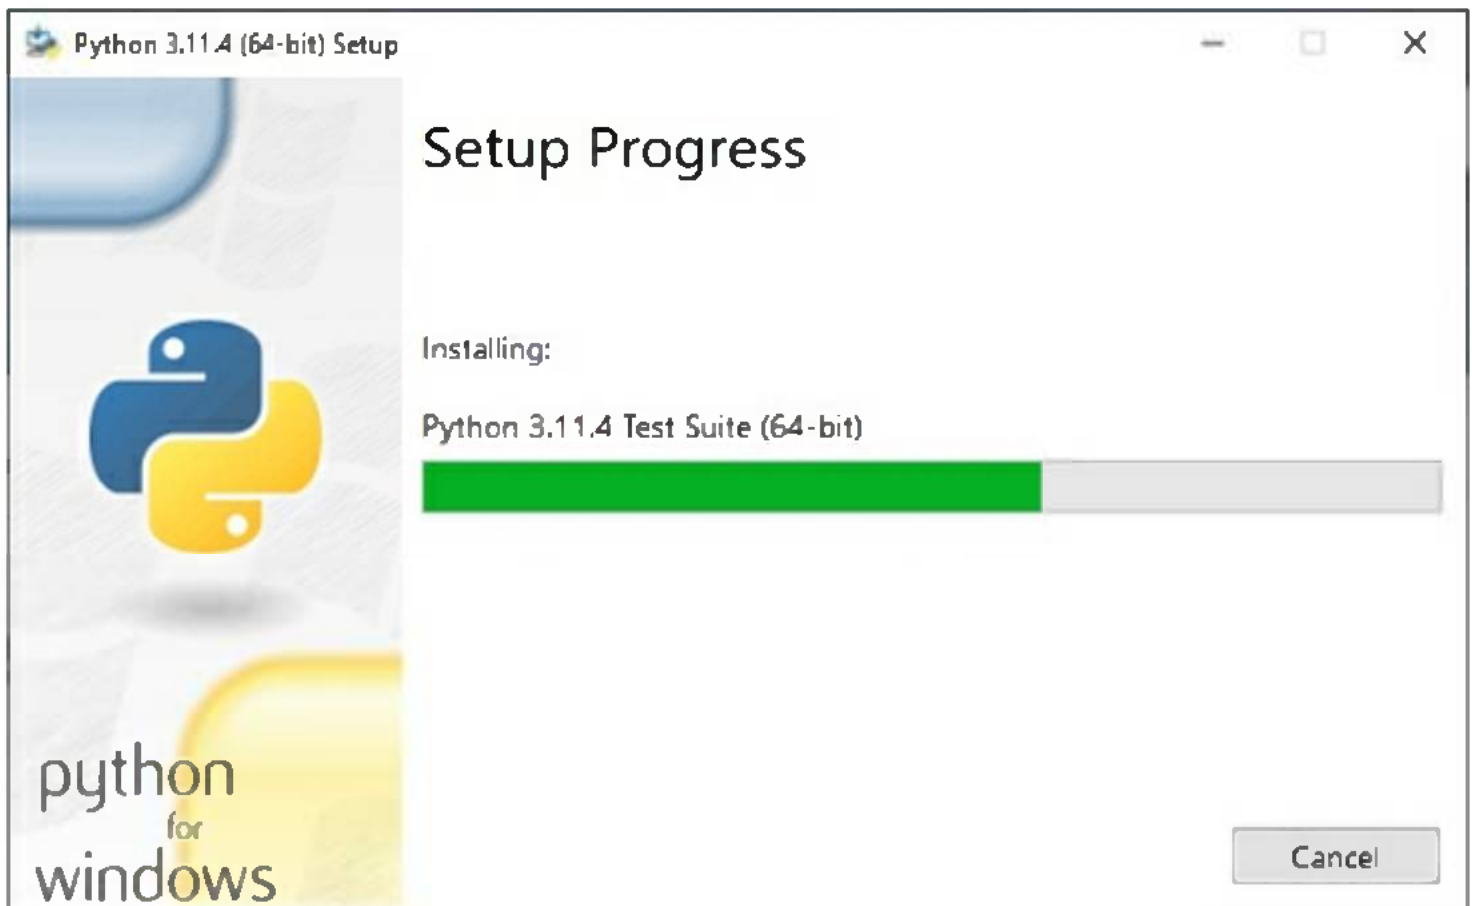 Python 3.11.4 (64-bit) Setup
Setup Progress
Installing:
Python 3.11.4 Test Suite (64-bit)
python
for
windows
Cancel